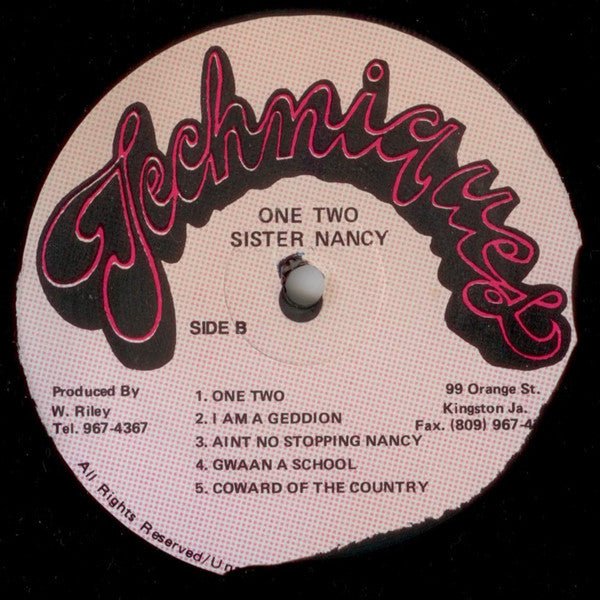 Techniques
ONE TWO
SISTER NANCY
SIDE B
Produced By
W. Riley
Tel. 967-4367
99 Orange St.
Kingston Ja.
Fax. (809)
1. ONE TWO
2. I AM A GEDDION
3. AINT NO STOPPING NANCY
4. GWAAN A SCHOOL
5. COWARD OF THE COUNTRY
All Rights Reserved/